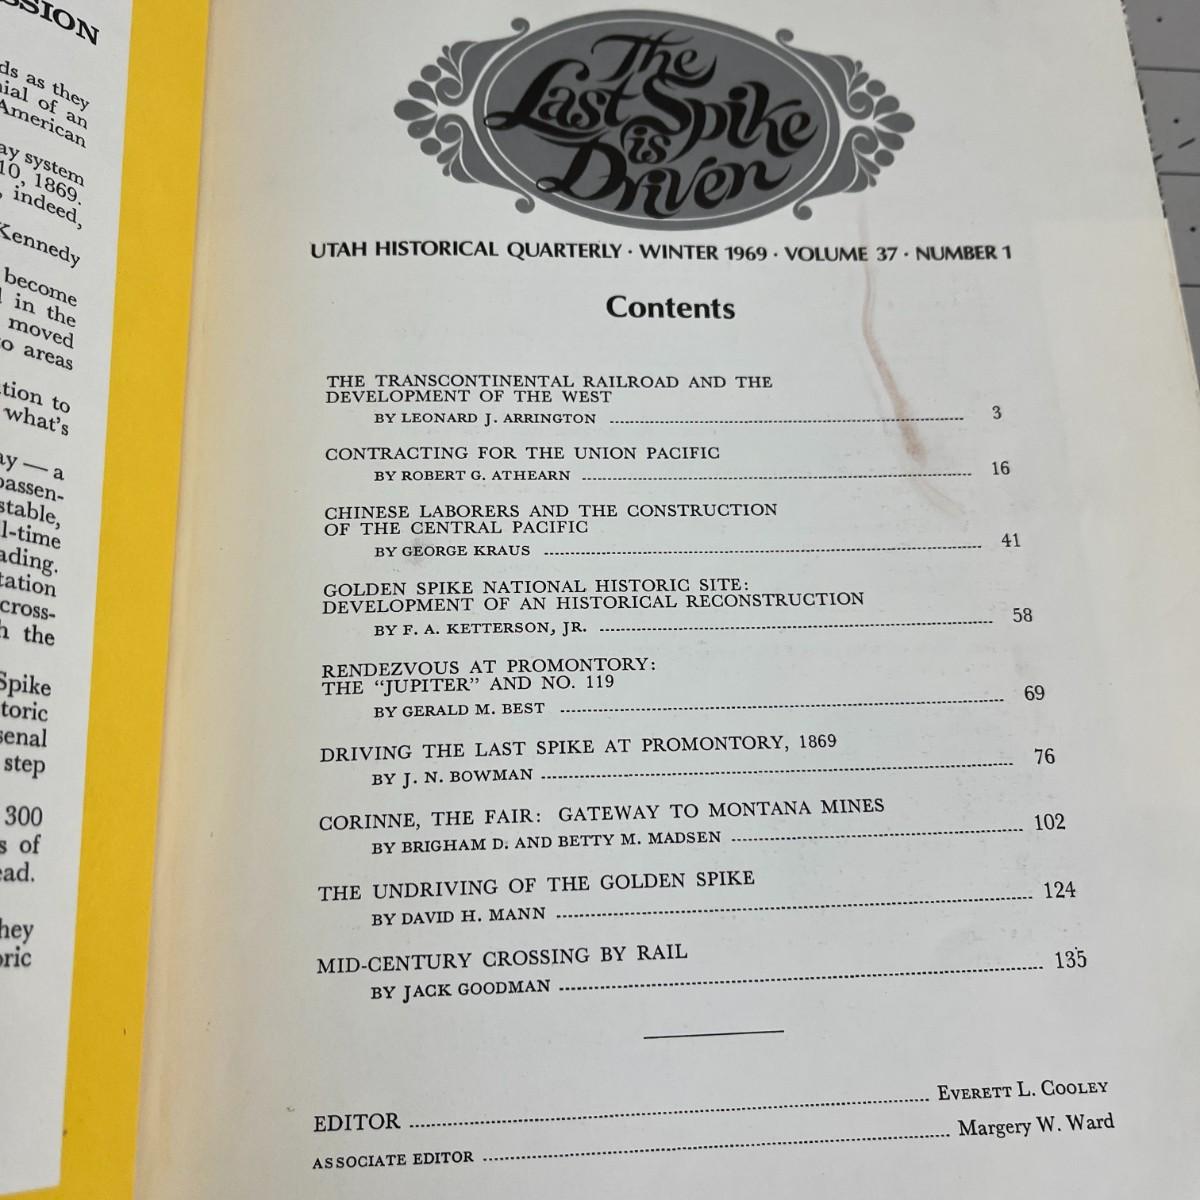 SSION
ds as they
ial of an
American
ay system
10, 1869.
, indeed,
Kennedy
become
in the
moved
o areas
tion to
what's
ay — a
passen-
stable,
l-time
ading.
tation
cross-
h the
Spike
toric
senal
step
300
s of
ead.
hey
oric
The
Last Spike
is
Driven
UTAH HISTORICAL QUARTERLY · WINTER 1969 · VOLUME 37 · NUMBER 1
Contents
THE TRANSCONTINENTAL RAILROAD AND THE
DEVELOPMENT OF THE WEST
BY LEONARD J. ARRINGTON 3
CONTRACTING FOR THE UNION PACIFIC
BY ROBERT G. ATHEARN 16
CHINESE LABORERS AND THE CONSTRUCTION
OF THE CENTRAL PACIFIC
BY GEORGE KRAUS 41
GOLDEN SPIKE NATIONAL HISTORIC SITE:
DEVELOPMENT OF AN HISTORICAL RECONSTRUCTION
BY F. A. KETTERSON, JR. 58
RENDEZVOUS AT PROMONTORY:
THE “JUPITER” AND NO. 119
BY GERALD M. BEST 69
DRIVING THE LAST SPIKE AT PROMONTORY, 1869
BY J. N. BOWMAN 76
CORINNE, THE FAIR: GATEWAY TO MONTANA MINES
BY BRIGHAM D. AND BETTY M. MADSEN 102
THE UNDRIVING OF THE GOLDEN SPIKE
BY DAVID H. MANN 124
MID-CENTURY CROSSING BY RAIL
BY JACK GOODMAN 135
EDITOR EVERETT L. COOLEY
ASSOCIATE EDITOR Margery W. Ward